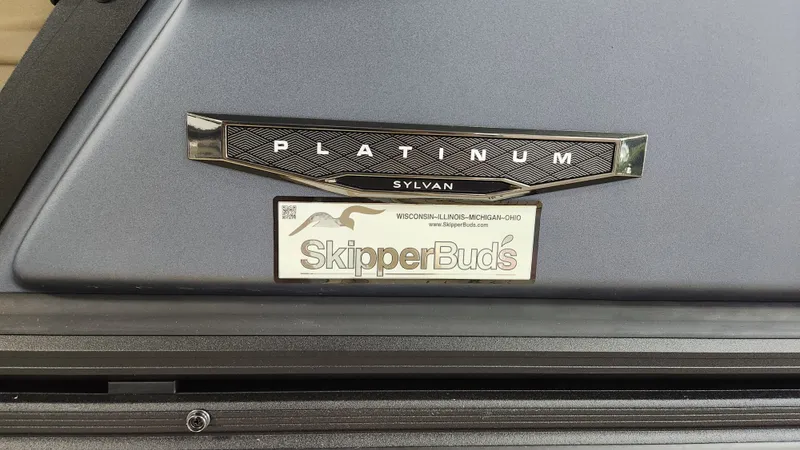 PLATINUM
SYLVAN
WISCONSIN–ILLINOIS–MICHIGAN–OHIO
www.SkipperBuds.com
SkipperBud's